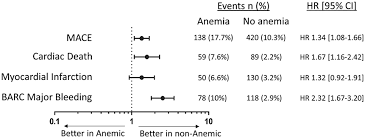 Events n (%)
Anemia No anemia HR [95% CI]
MACE 138 (17.7%) 420 (10.3%) HR 1.34 [1.08-1.66]
Cardiac Death 59 (7.6%) 89 (2.2%) HR 1.67 [1.16-2.42]
Myocardial Infarction 50 (6.6%) 130 (3.2%) HR 1.32 [0.92-1.91]
BARC Major Bleeding 78 (10%) 118 (2.9%) HR 2.32 [1.67-3.20]
0.1 1 10
Better in Anemic Better in non-Anemic